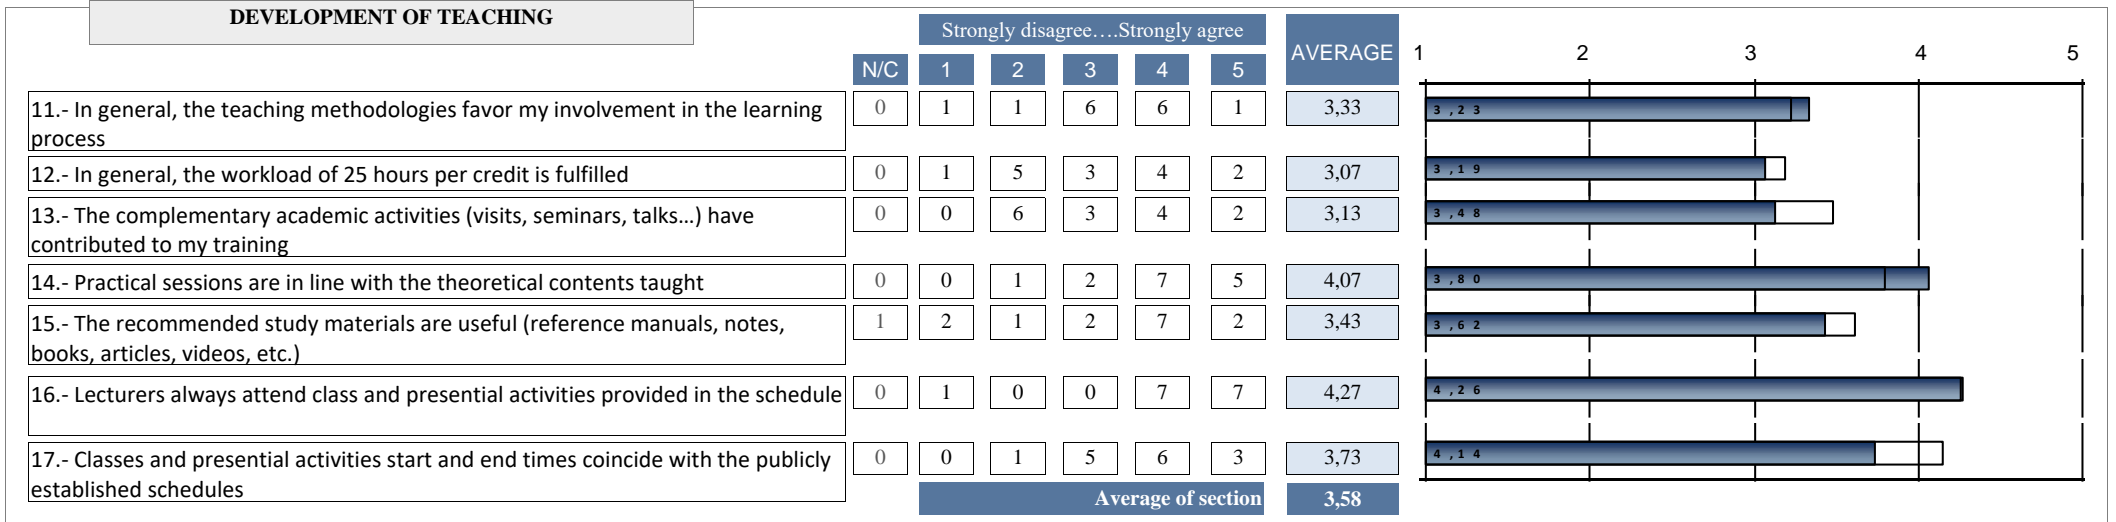 DEVELOPMENT OF TEACHING
Strongly disagree….Strongly agree
AVERAGE
N/C 1 2 3 4 5
1 2 3 4 5
11.- In general, the teaching methodologies favor my involvement in the learning process 0 1 1 6 6 1 3,33 3,23
12.- In general, the workload of 25 hours per credit is fulfilled 0 1 5 3 4 2 3,07 3,19
13.- The complementary academic activities (visits, seminars, talks…) have contributed to my training 0 0 6 3 4 2 3,13 3,48
14.- Practical sessions are in line with the theoretical contents taught 0 0 1 2 7 5 4,07 3,80
15.- The recommended study materials are useful (reference manuals, notes, books, articles, videos, etc.) 1 2 1 2 7 2 3,43 3,62
16.- Lecturers always attend class and presential activities provided in the schedule 0 1 0 0 7 7 4,27 4,26
17.- Classes and presential activities start and end times coincide with the publicly established schedules 0 0 1 5 6 3 3,73 4,14
Average of section 3,58